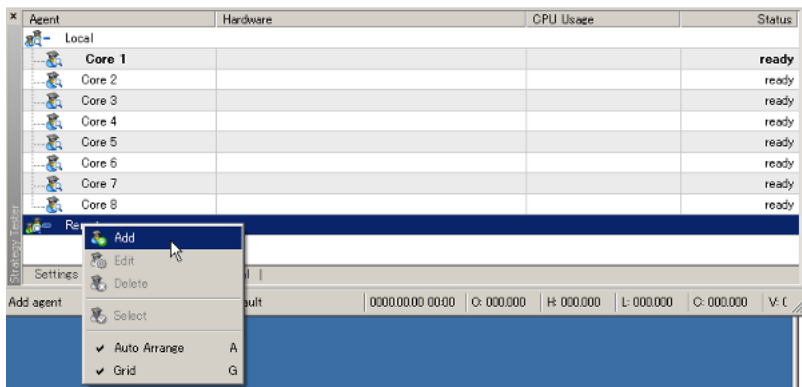 × Agent Hardware CPU Usage Status
Local
Core 1 ready
Core 2 ready
Core 3 ready
Core 4 ready
Core 5 ready
Core 6 ready
Core 7 ready
Core 8 ready
Strategy Tester
Add
Edit
Delete
Select
✓ Auto Arrange A
✓ Grid G
Settings
Add agent 0000.00.00 00:00 O: 000.000 H: 000.000 L: 000.000 C: 000.000